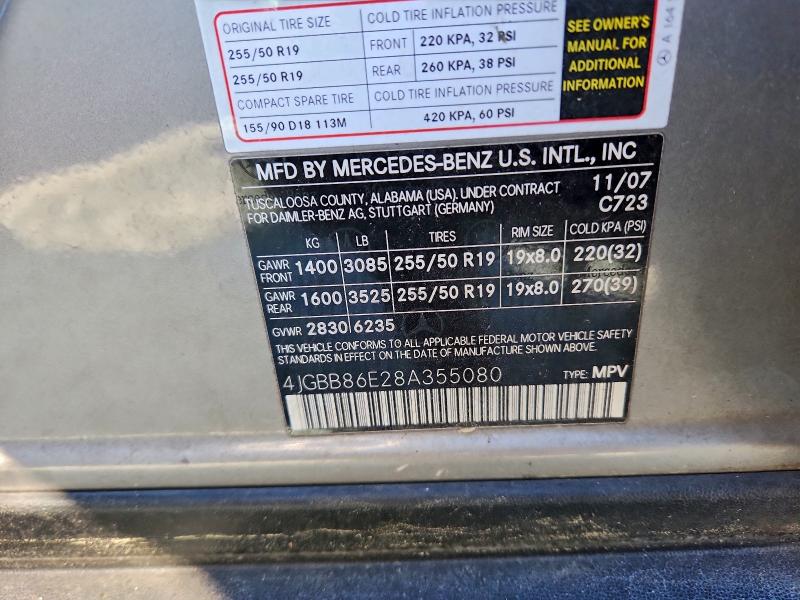 ORIGINAL TIRE SIZE COLD TIRE INFLATION PRESSURE
255/50 R19 FRONT 220 KPA, 32 PSI
255/50 R19 REAR 260 KPA, 38 PSI
COMPACT SPARE TIRE COLD TIRE INFLATION PRESSURE
155/90 D18 113M 420 KPA, 60 PSI
SEE OWNER'S
MANUAL FOR
ADDITIONAL
INFORMATION
A 164
MFD BY MERCEDES-BENZ U.S. INTL., INC
TUSCALOOSA COUNTY, ALABAMA (USA). UNDER CONTRACT 11/07
FOR DAIMLER-BENZ AG, STUTTGART (GERMANY) C723
KG LB TIRES RIM SIZE COLD KPA (PSI)
GAWR FRONT 1400 3085 255/50 R19 19x8.0 220(32)
GAWR REAR 1600 3525 255/50 R19 19x8.0 270(39)
GVWR 2830 6235
THIS VEHICLE CONFORMS TO ALL APPLICABLE FEDERAL MOTOR VEHICLE SAFETY
STANDARDS IN EFFECT ON THE DATE OF MANUFACTURE SHOWN ABOVE.
4JGBB86E28A355080 TYPE: MPV